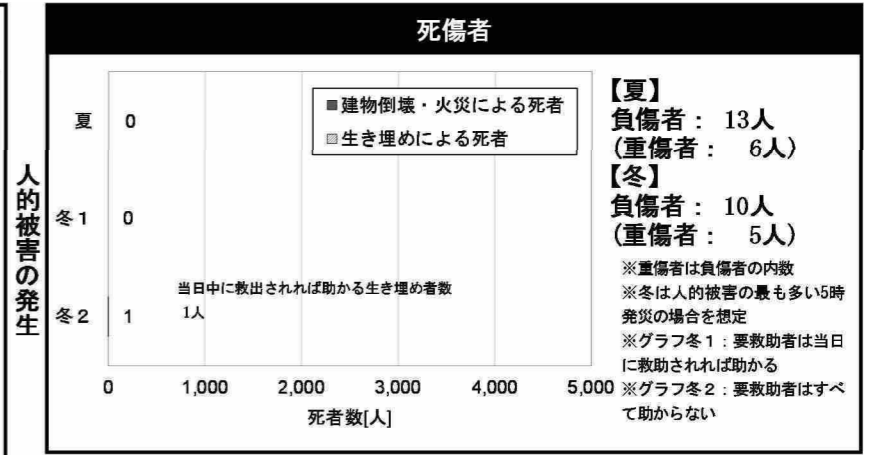 死傷者
人的被害の発生
夏 0
冬1 0
冬2 1
■建物倒壊・火災による死者
□生き埋めによる死者
当日中に救出されれば助かる生き埋め者数
1人
0 1,000 2,000 3,000 4,000 5,000
死者数[人]
【夏】
負傷者： 13人
(重傷者： 6人)
【冬】
負傷者： 10人
(重傷者： 5人)
※重傷者は負傷者の内数
※冬は人的被害の最も多い5時
発災の場合を想定
※グラフ冬1：要救助者は当日
に救助されれば助かる
※グラフ冬2：要救助者はすべ
て助からない